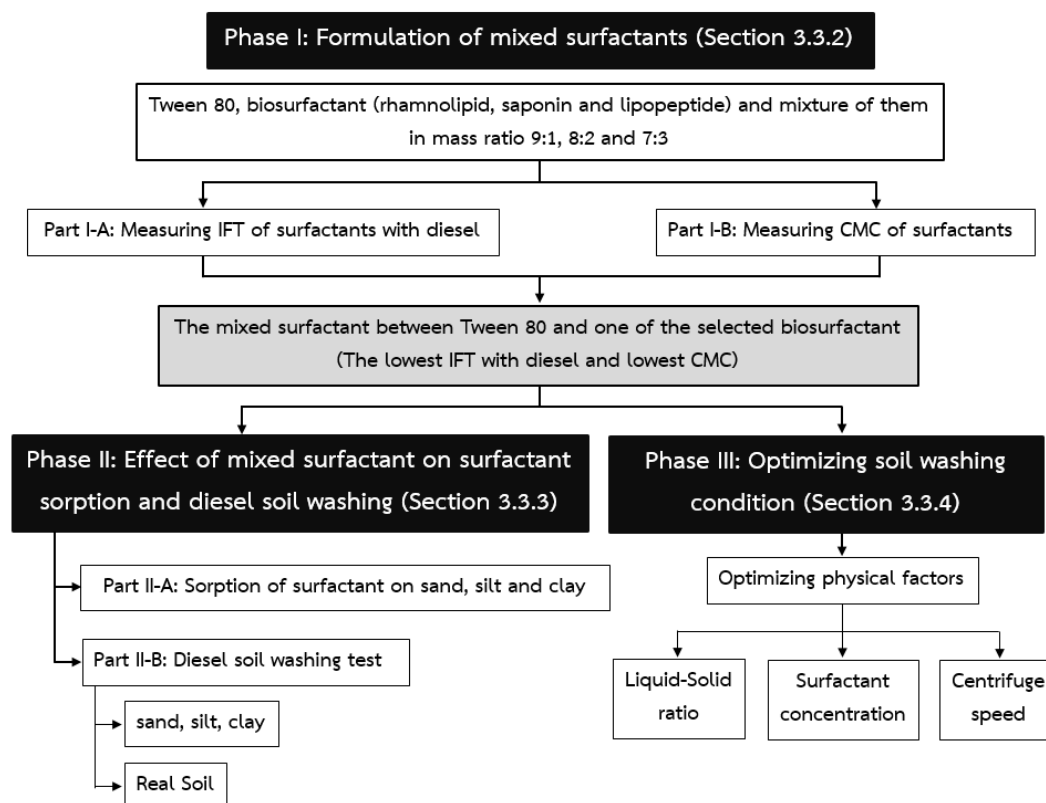 Phase I: Formulation of mixed surfactants (Section 3.3.2)
Tween 80, biosurfactant (rhamnolipid, saponin and lipopeptide) and mixture of them
in mass ratio 9:1, 8:2 and 7:3
Part I-A: Measuring IFT of surfactants with diesel
Part I-B: Measuring CMC of surfactants
The mixed surfactant between Tween 80 and one of the selected biosurfactant
(The lowest IFT with diesel and lowest CMC)
Phase II: Effect of mixed surfactant on surfactant
sorption and diesel soil washing (Section 3.3.3)
Part II-A: Sorption of surfactant on sand, silt and clay
Part II-B: Diesel soil washing test
sand, silt, clay
Real Soil
Phase III: Optimizing soil washing
condition (Section 3.3.4)
Optimizing physical factors
Liquid-Solid
ratio
Surfactant
concentration
Centrifuge
speed